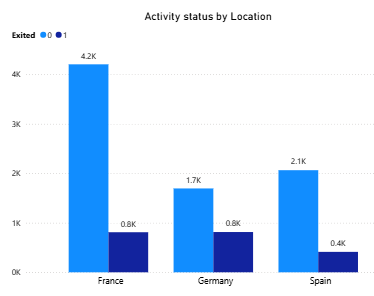 Activity status by Location
Exited 0 1
4K
3K
2K
1K
0K
4.2K
0.8K
1.7K
0.8K
2.1K
0.4K
France
Germany
Spain